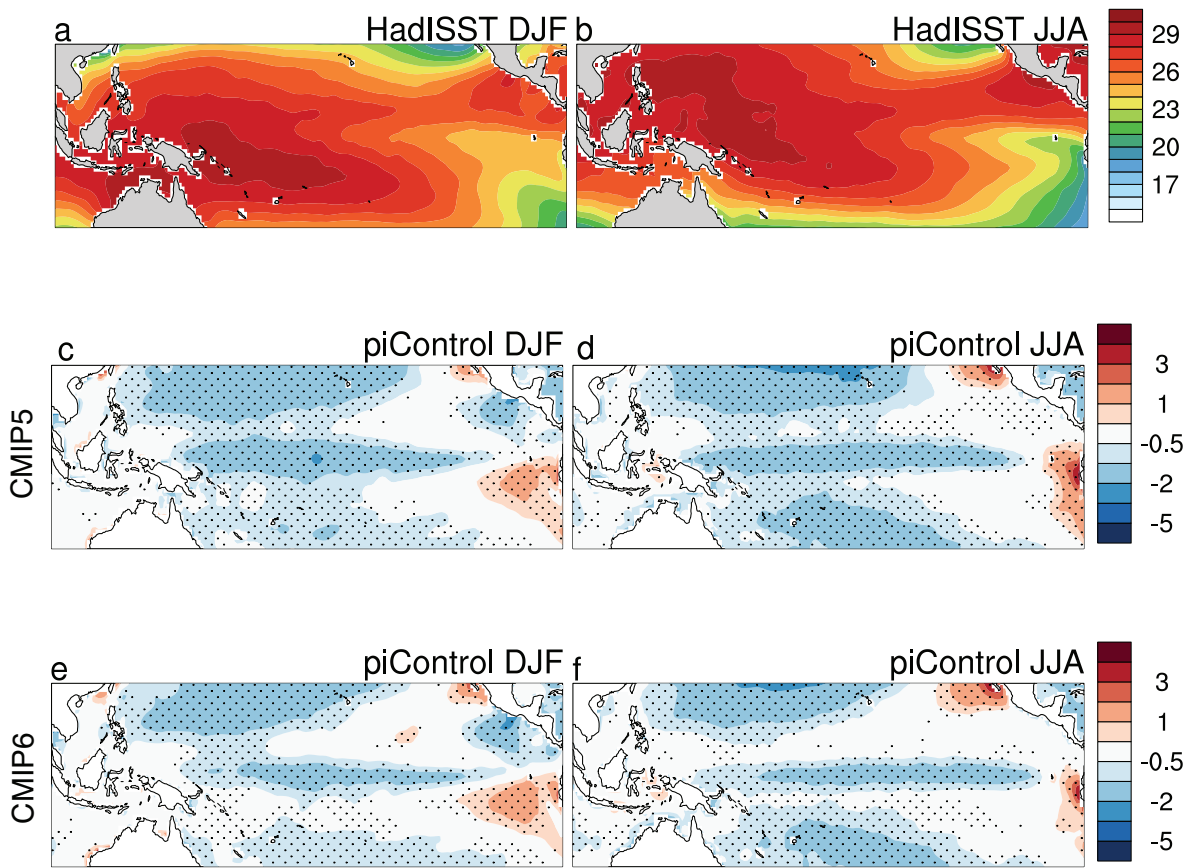 a
HadISST DJF
b
HadISST JJA
29
26
23
20
17
c
piControl DJF
d
piControl JJA
CMIP5
3
1
-0.5
-2
-5
e
piControl DJF
f
piControl JJA
CMIP6
3
1
-0.5
-2
-5